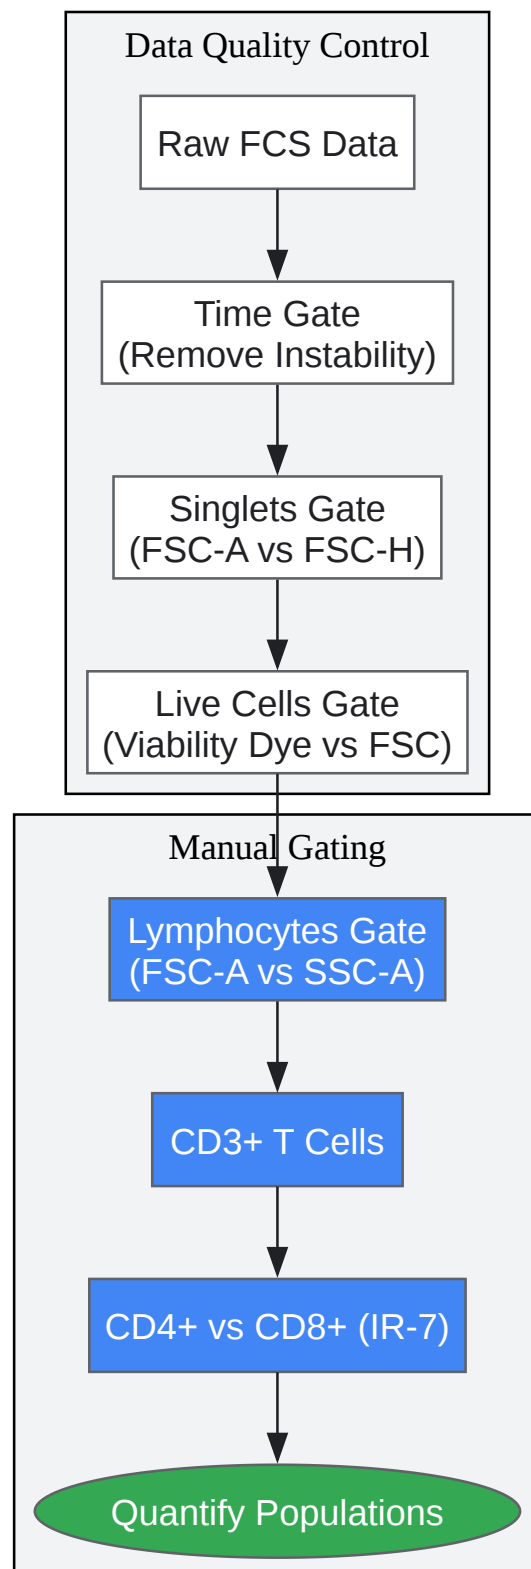 Data Quality Control
Raw FCS Data
Time Gate
(Remove Instability)
Singlets Gate
(FSC-A vs FSC-H)
Live Cells Gate
(Viability Dye vs FSC)
Manual Gating
Lymphocytes Gate
(FSC-A vs SSC-A)
CD3+ T Cells
CD4+ vs CD8+ (IR-7)
Quantify Populations